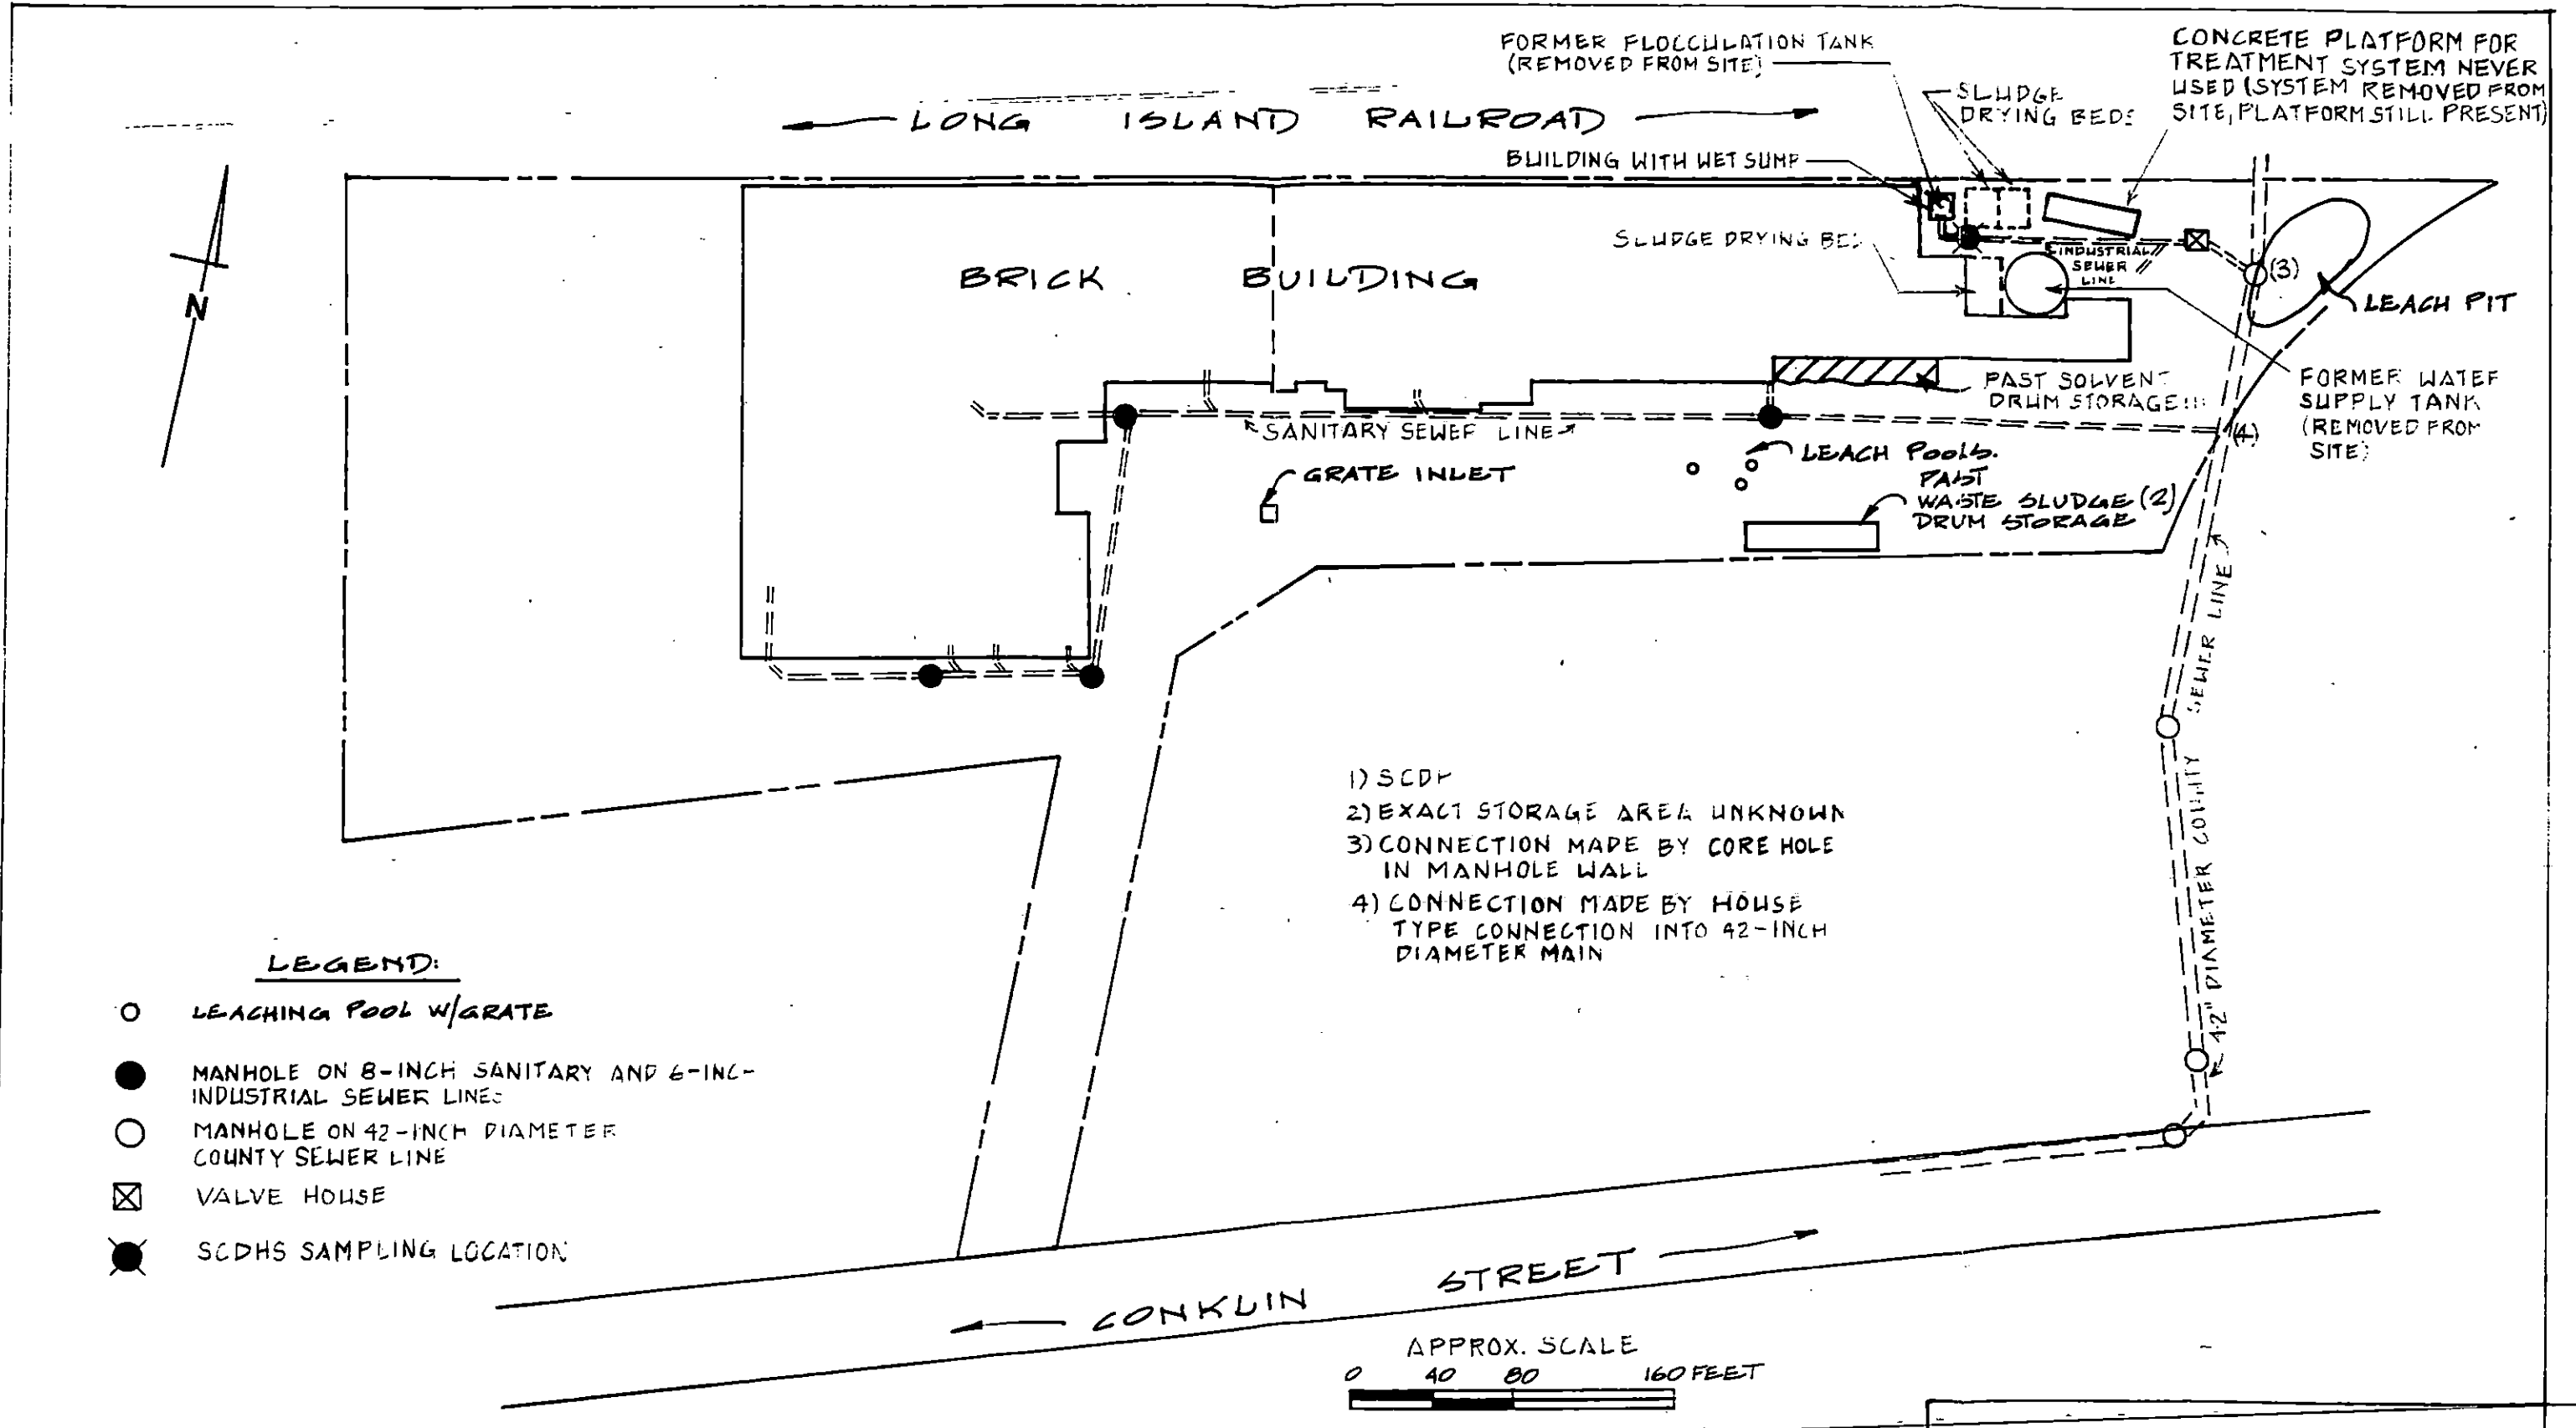 FORMER FLOCCULATION TANK
(REMOVED FROM SITE)
CONCRETE PLATFORM FOR
TREATMENT SYSTEM NEVER
USED (SYSTEM REMOVED FROM
SITE, PLATFORM STILL PRESENT)
SLUDGE
DRYING BEDS
LONG ISLAND RAILROAD
BUILDING WITH WET SUMP
SLUDGE DRYING BED
INDUSTRIAL
SEWER
LINE
(3)
LEACH PIT
N
BRICK BUILDING
PAST SOLVENT
DRUM STORAGE
FORMER WATER
SUPPLY TANK
(REMOVED FROM
SITE)
SANITARY SEWER LINE
(4)
GRATE INLET
LEACH POOLS.
PAST
WASTE SLUDGE (2)
DRUM STORAGE
42" DIAMETER COUNTY SEWER LINE
1) SCDH
2) EXACT STORAGE AREA UNKNOWN
3) CONNECTION MADE BY CORE HOLE
IN MANHOLE WALL
4) CONNECTION MADE BY HOUSE
TYPE CONNECTION INTO 42-INCH
DIAMETER MAIN
LEGEND:
LEACHING POOL W/GRATE
MANHOLE ON 8-INCH SANITARY AND 6-INC-
INDUSTRIAL SEWER LINES
MANHOLE ON 42-INCH DIAMETER
COUNTY SEWER LINE
VALVE HOUSE
SCDHS SAMPLING LOCATION
CONKLIN STREET
APPROX. SCALE
0 40 80 160 FEET